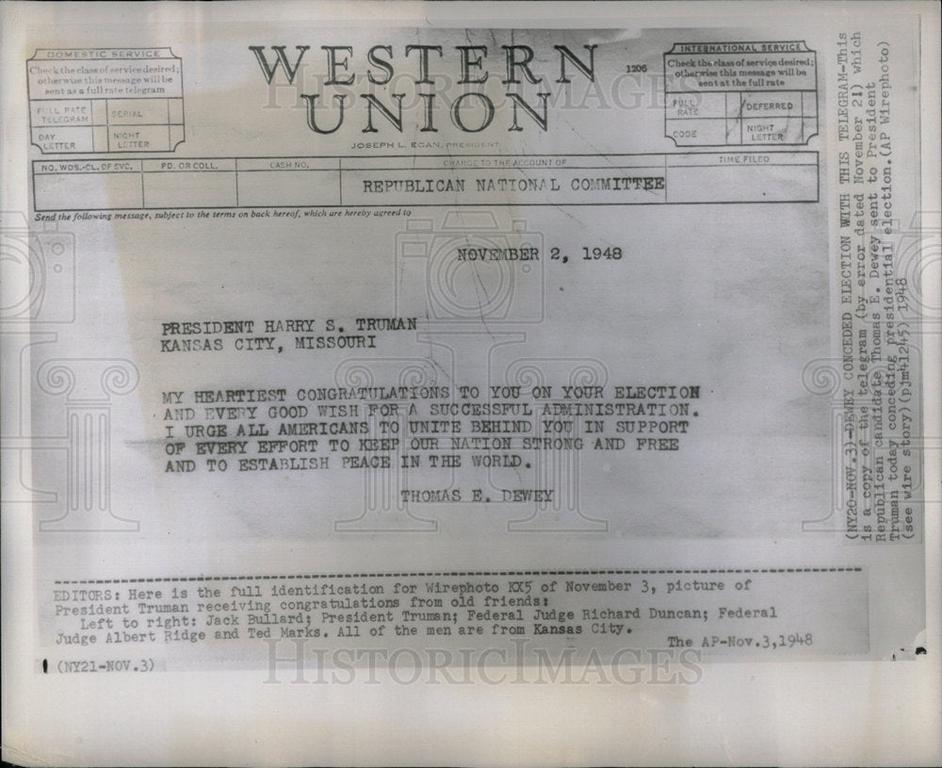 DOMESTIC SERVICE
Check the class of service desired;
otherwise this message will be
sent as a full rate telegram
FULL RATE TELEGRAM
SERIAL
DAY LETTER
NIGHT LETTER
WESTERN
UNION
1206
JOSEPH L. EGAN, PRESIDENT
INTERNATIONAL SERVICE
Check the class of service desired;
otherwise this message will be
sent at the full rate
FULL RATE
DEFERRED
CODE
NIGHT LETTER
NO. WDS.-CL. OF SVC.
PD. OR COLL.
CASH NO.
CHARGE TO THE ACCOUNT OF
TIME FILED
REPUBLICAN NATIONAL COMMITTEE
Send the following message, subject to the terms on back hereof, which are hereby agreed to
NOVEMBER 2, 1948
PRESIDENT HARRY S. TRUMAN
KANSAS CITY, MISSOURI
MY HEARTIEST CONGRATULATIONS TO YOU ON YOUR ELECTION
AND EVERY GOOD WISH FOR A SUCCESSFUL ADMINISTRATION.
I URGE ALL AMERICANS TO UNITE BEHIND YOU IN SUPPORT
OF EVERY EFFORT TO KEEP OUR NATION STRONG AND FREE
AND TO ESTABLISH PEACE IN THE WORLD.
THOMAS E. DEWEY
(NY20-NOV.3)-DEWEY CONCEDED ELECTION WITH THIS TELEGRAM-This
is a copy of the telegram (by error dated November 21) which
Republican candidate Thomas E. Dewey sent to President
Truman today conceding presidential election.(AP Wirephoto)
(see wire story)(pjm41245) 1948
EDITORS: Here is the full identification for Wirephoto KX5 of November 3, picture of
President Truman receiving congratulations from old friends:
Left to right: Jack Bullard; President Truman; Federal Judge Richard Duncan; Federal
Judge Albert Ridge and Ted Marks. All of the men are from Kansas City.
The AP-Nov.3,1948
(NY21-NOV.3)
HISTORICIMAGES
HISTORICIMAGES